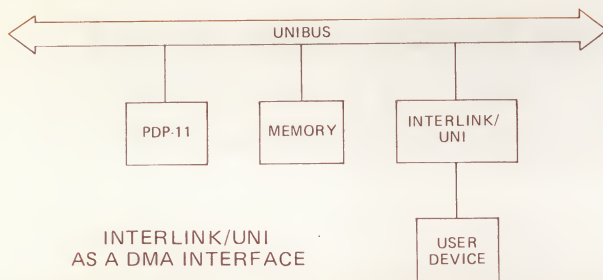 UNIBUS
PDP-11
MEMORY
INTERLINK/
UNI
INTERLINK/UNI
AS A DMA INTERFACE
USER
DEVICE